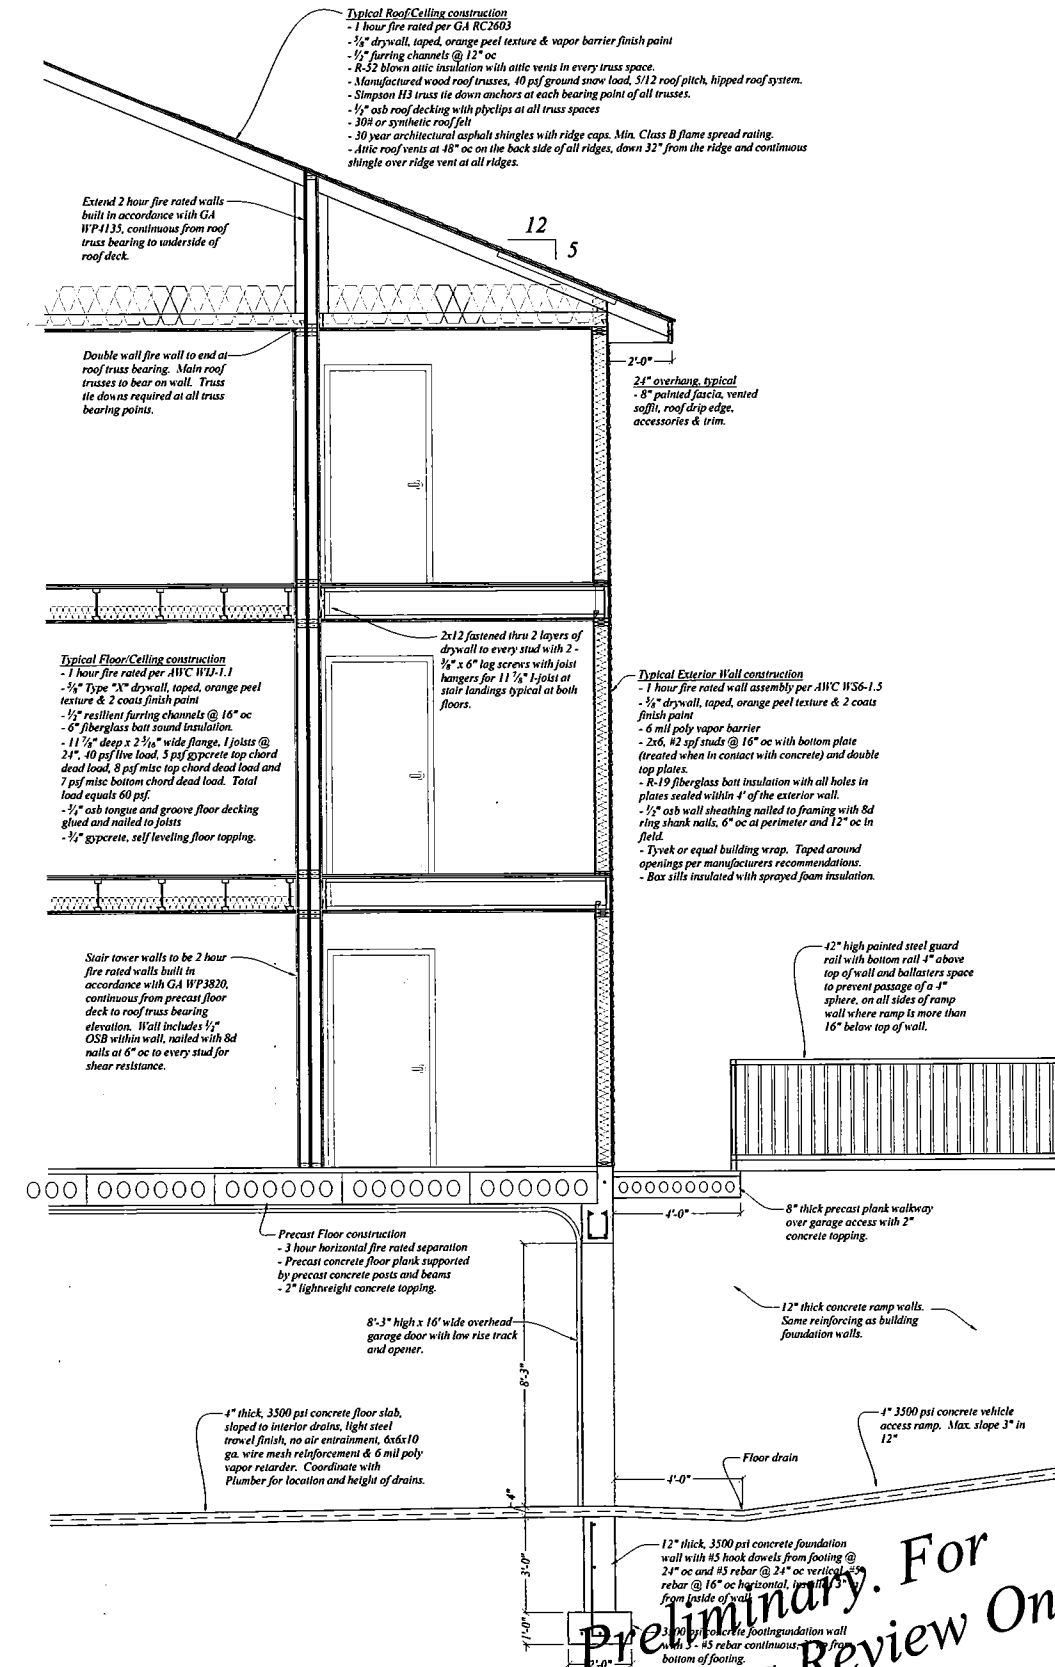 Typical Roof/Ceiling construction
- 1 hour fire rated per GA RC2603
- 5/8" drywall, taped, orange peel texture & vapor barrier finish paint
- 1/2" furring channels @ 12" oc
- R-52 blown attic insulation with attic vents in every truss space.
- Manufactured wood roof trusses, 40 psf ground snow load, 5/12 roof pitch, hipped roof system.
- Simpson H3 truss tie down anchors at each bearing point of all trusses.
- 1/2" osb roof decking with plyclips at all truss spaces
- 30# or synthetic roof felt
- 30 year architectural asphalt shingles with ridge caps. Min. Class B flame spread rating.
- Attic roof vents at 48" oc on the back side of all ridges, down 32" from the ridge and continuous
shingle over ridge vent at all ridges.
Extend 2 hour fire rated walls
built in accordance with GA
WP4135, continuous from roof
truss bearing to underside of
roof deck.
12
5
Double wall fire wall to end at
roof truss bearing. Main roof
trusses to bear on wall. Truss
tie downs required at all truss
bearing points.
2'-0"
24" overhang, typical
- 8" painted fascia, vented
soffit, roof drip edge,
accessories & trim.
2x12 fastened thru 2 layers of
drywall to every stud with 2 -
3/8" x 6" lag screws with joist
hangers for 11 7/8" I-joist at
stair landings typical at both
floors.
Typical Floor/Ceiling construction
- 1 hour fire rated per AWC WIJ-1.1
- 5/8" Type "X" drywall, taped, orange peel
texture & 2 coats finish paint
- 1/2" resilient furring channels @ 16" oc
- 6" fiberglass batt sound insulation.
- 11 7/8" deep x 2 5/16" wide flange, I joists @
24", 40 psf live load, 5 psf gypcrete top chord
dead load, 8 psf misc top chord dead load and
7 psf misc bottom chord dead load. Total
load equals 60 psf.
- 3/4" osb tongue and groove floor decking
glued and nailed to joists
- 3/4" gypcrete, self leveling floor topping.
Typical Exterior Wall construction
- 1 hour fire rated wall assembly per AWC WS6-1.5
- 5/8" drywall, taped, orange peel texture & 2 coats
finish paint
- 6 mil poly vapor barrier
- 2x6, #2 spf studs @ 16" oc with bottom plate
(treated when in contact with concrete) and double
top plates.
- R-19 fiberglass batt insulation with all holes in
plates sealed within 4' of the exterior wall.
- 1/2" osb wall sheathing nailed to framing with 8d
ring shank nails, 6" oc at perimeter and 12" oc in
field.
- Tyvek or equal building wrap. Taped around
openings per manufacturers recommendations.
- Box sills insulated with sprayed foam insulation.
Stair tower walls to be 2 hour
fire rated walls built in
accordance with GA WP3820,
continuous from precast floor
deck to roof truss bearing
elevation. Wall includes 1/2"
OSB within wall, nailed with 8d
nails at 6" oc to every stud for
shear resistance.
42" high painted steel guard
rail with bottom rail 4" above
top of wall and ballasters space
to prevent passage of a 4"
sphere, on all sides of ramp
wall where ramp is more than
16" below top of wall.
4'-0"
8" thick precast plank walkway
over garage access with 2"
concrete topping.
Precast Floor construction
- 3 hour horizontal fire rated separation
- Precast concrete floor plank supported
by precast concrete posts and beams
- 2" lightweight concrete topping.
12" thick concrete ramp walls.
Same reinforcing as building
foundation walls.
8'-3" high x 16' wide overhead
garage door with low rise track
and opener.
8'-3"
4" thick, 3500 psi concrete floor slab,
sloped to interior drains, light steel
trowel finish, no air entrainment, 6x6x10
ga. wire mesh reinforcement & 6 mil poly
vapor retarder. Coordinate with
Plumber for location and height of drains.
4" 3500 psi concrete vehicle
access ramp. Max. slope 3" in
12"
Floor drain
4'-0"
4"
3'-0"
12" thick, 3500 psi concrete foundation
wall with #5 hook dowels from footing @
24" oc and #5 rebar @ 24" oc vertical, #5
rebar @ 16" oc horizontal, 3"
from inside of wall
1'-0"
2'-0"
concrete footing
#5 rebar continuous,
bottom of footing.
Preliminary. For
Review On